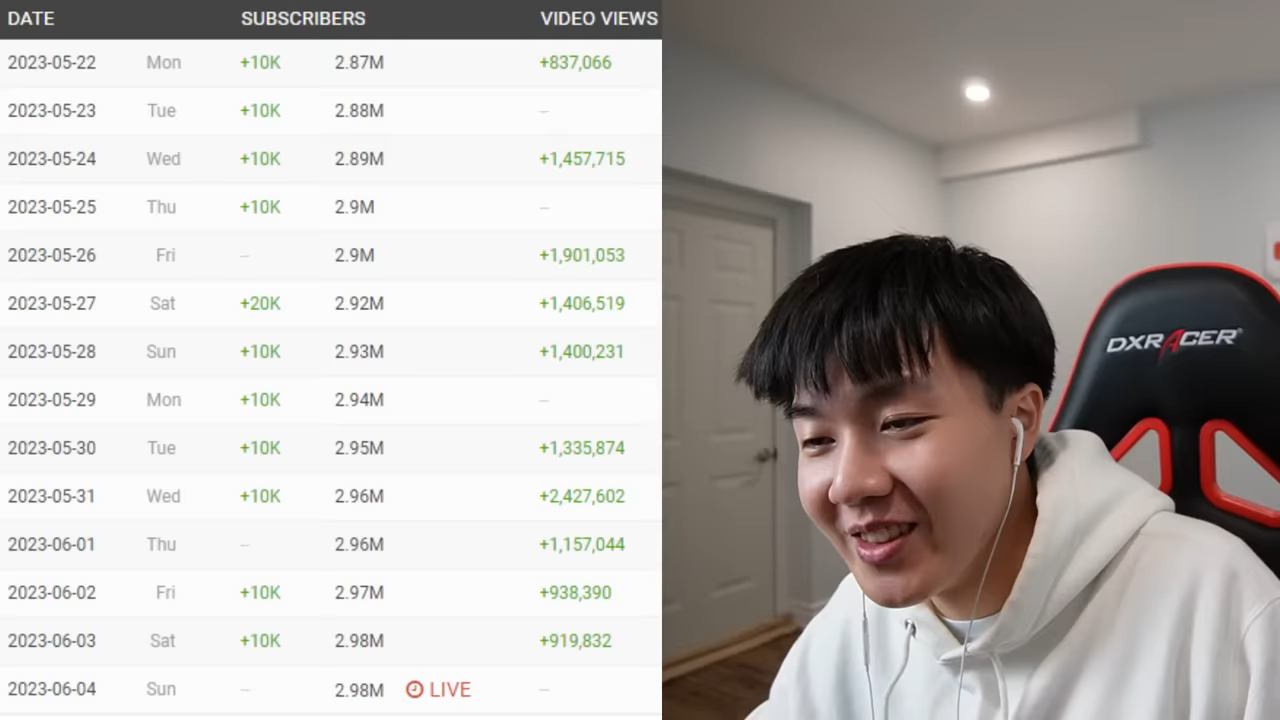 DATE SUBSCRIBERS VIDEO VIEWS
2023-05-22 Mon +10K 2.87M +837,066
2023-05-23 Tue +10K 2.88M --
2023-05-24 Wed +10K 2.89M +1,457,715
2023-05-25 Thu +10K 2.9M --
2023-05-26 Fri -- 2.9M +1,901,053
2023-05-27 Sat +20K 2.92M +1,406,519
2023-05-28 Sun +10K 2.93M +1,400,231
2023-05-29 Mon +10K 2.94M --
2023-05-30 Tue +10K 2.95M +1,335,874
2023-05-31 Wed +10K 2.96M +2,427,602
2023-06-01 Thu -- 2.96M +1,157,044
2023-06-02 Fri +10K 2.97M +938,390
2023-06-03 Sat +10K 2.98M +919,832
2023-06-04 Sun -- 2.98M LIVE --
DXRACER®